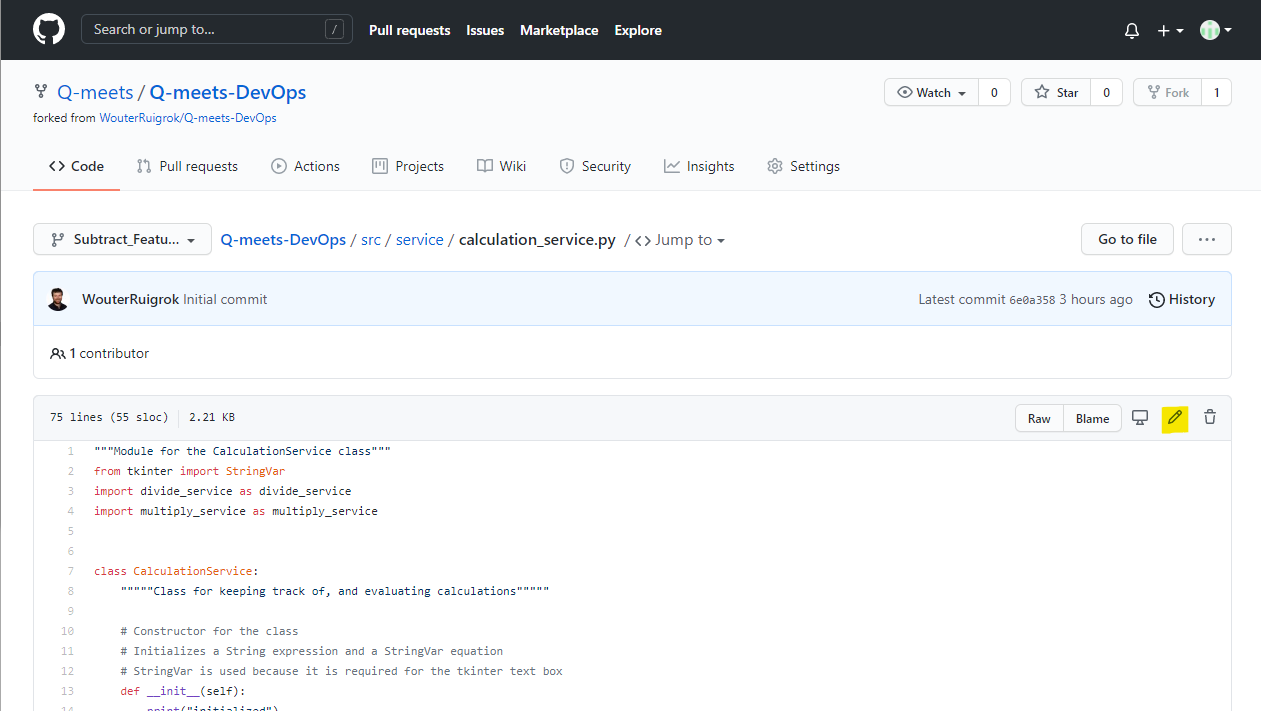 Search or jump to... / Pull requests Issues Marketplace Explore
Q-meets / Q-meets-DevOps Watch 0 Star 0 Fork 1
forked from WouterRuigrok/Q-meets-DevOps
Code Pull requests Actions Projects Wiki Security Insights Settings
Subtract_Featu... Q-meets-DevOps / src / service / calculation_service.py / Jump to Go to file ...
WouterRuigrok Initial commit Latest commit 6e0a358 3 hours ago History
1 contributor
75 lines (55 sloc) 2.21 KB Raw Blame
1 """Module for the CalculationService class"""
2 from tkinter import StringVar
3 import divide_service as divide_service
4 import multiply_service as multiply_service
5
6
7 class CalculationService:
8 """""Class for keeping track of, and evaluating calculations"""""
9
10 # Constructor for the class
11 # Initializes a String expression and a StringVar equation
12 # StringVar is used because it is required for the tkinter text box
13 def __init__(self):
14 print("initialized")